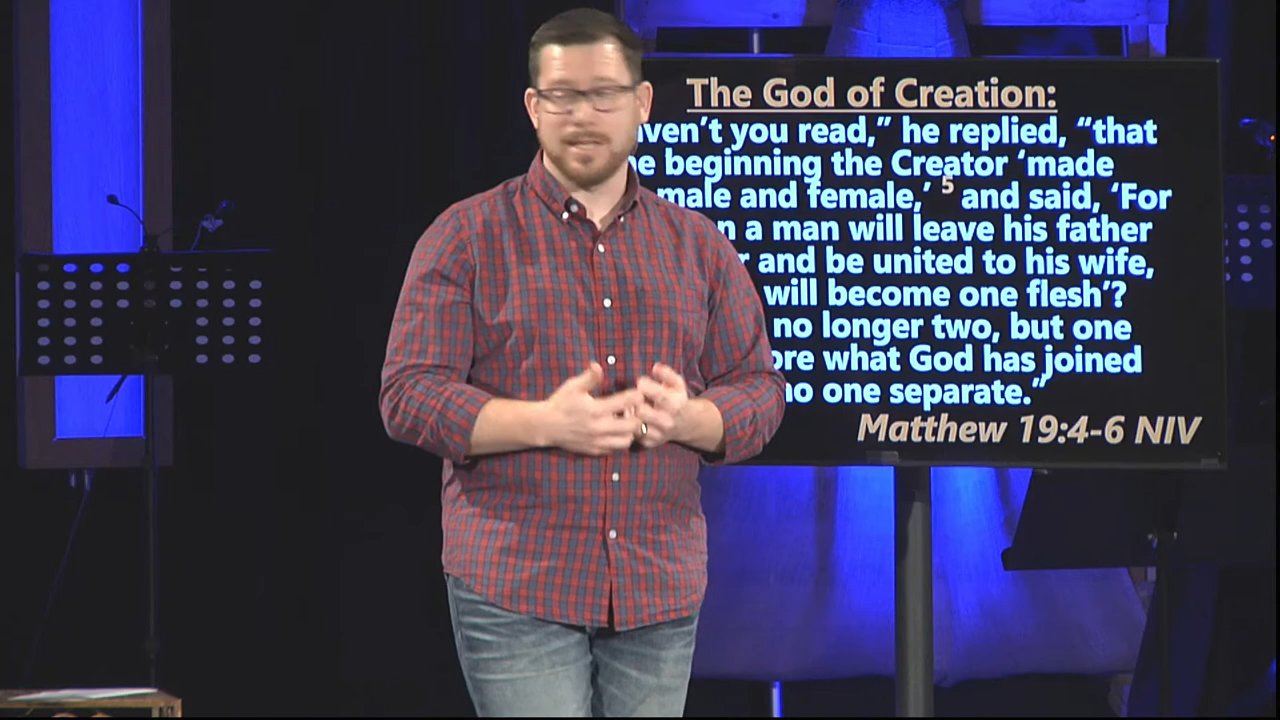 The God of Creation:
aven't you read,” he replied, “that
e beginning the Creator ‘made
male and female,’ 5 and said, ‘For
n a man will leave his father
r and be united to his wife,
will become one flesh’?
no longer two, but one
ore what God has joined
no one separate.”
Matthew 19:4-6 NIV